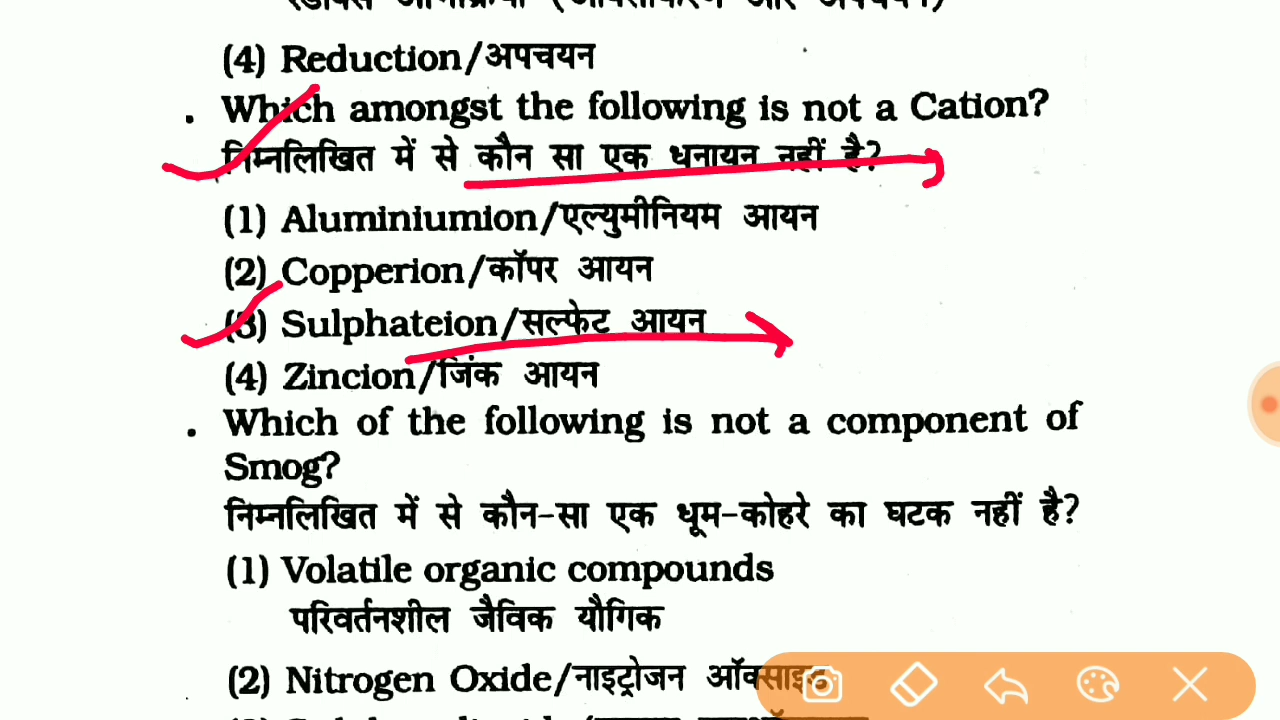 (4) Reduction/अपचयन
. Which amongst the following is not a Cation?
निम्नलिखित में से कौन सा एक धनायन नहीं है?
(1) Aluminiumion/एल्युमीनियम आयन
(2) Copperion/कॉपर आयन
(3) Sulphateion/सल्फेट आयन
(4) Zincion/जिंक आयन
. Which of the following is not a component of
Smog?
निम्नलिखित में से कौन-सा एक धूम-कोहरे का घटक नहीं है?
(1) Volatile organic compounds
परिवर्तनशील जैविक यौगिक
(2) Nitrogen Oxide/नाइट्रोजन ऑक्साइड